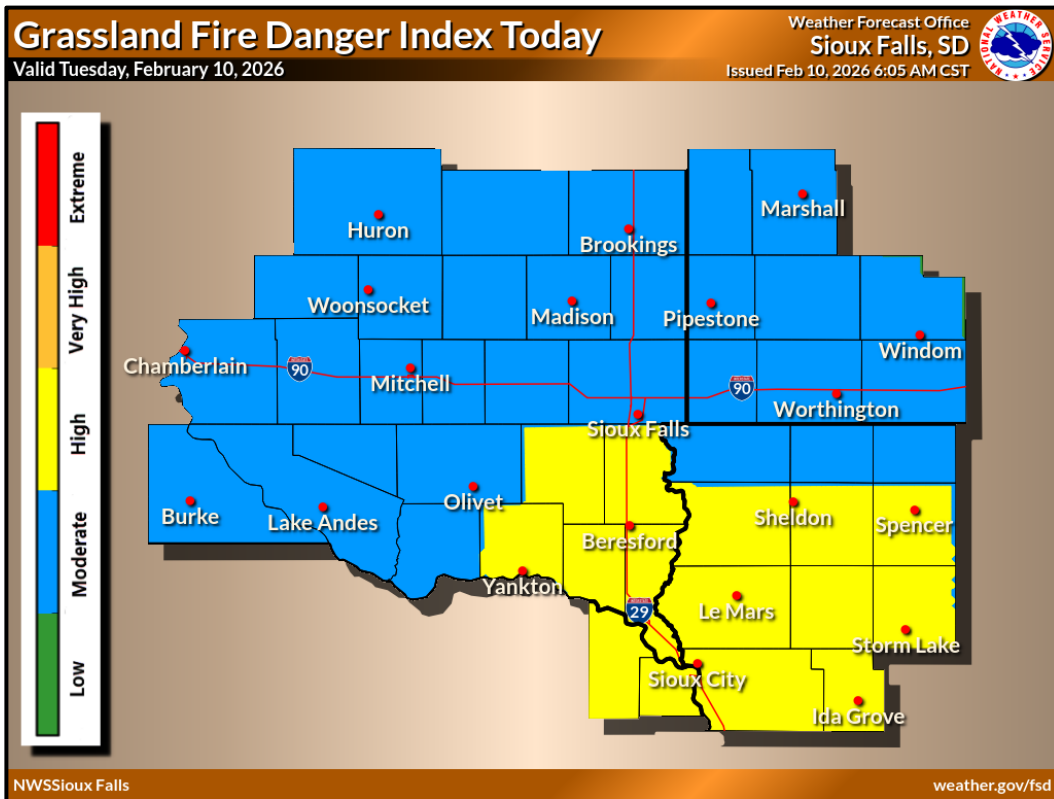 Grassland Fire Danger Index Today
Valid Tuesday, February 10, 2026
Weather Forecast Office
Sioux Falls, SD
Issued Feb 10, 2026 6:05 AM CST
NATIONAL WEATHER SERVICE
Extreme
Very High
High
Moderate
Low
Marshall
Huron
Brookings
Woonsocket
Madison
Pipestone
Windom
Chamberlain
90
Mitchell
90
Worthington
Sioux Falls
Burke
Lake Andes
Olivet
Sheldon
Spencer
Beresford
Yankton
29
Le Mars
Storm Lake
Sioux City
Ida Grove
NWSSioux Falls
weather.gov/fsd